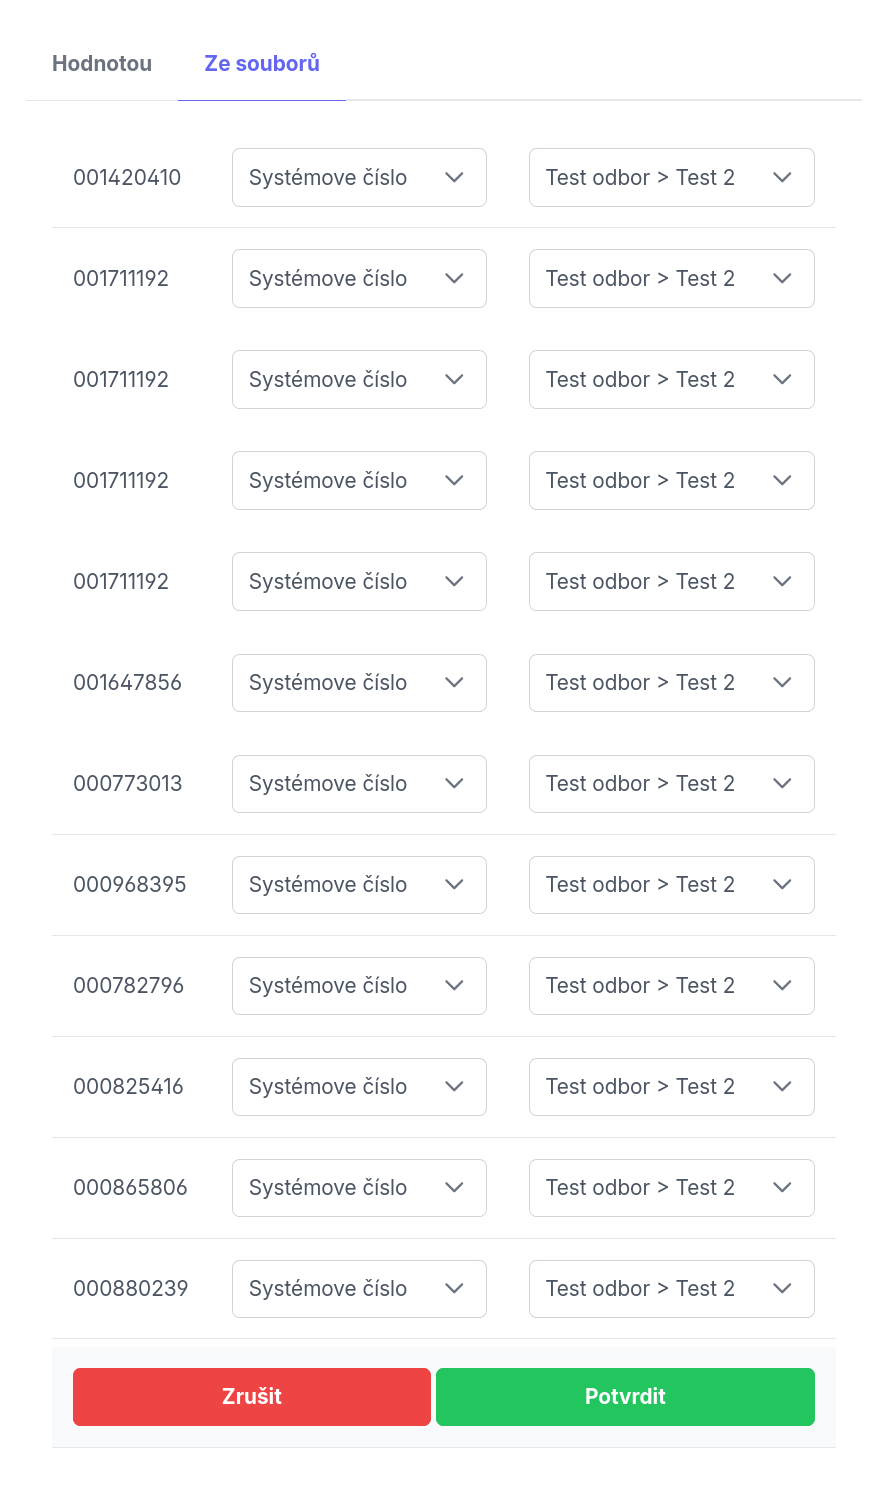 Hodnotou Ze souborů
001420410 Systémove číslo Test odbor > Test 2
001711192 Systémove číslo Test odbor > Test 2
001711192 Systémove číslo Test odbor > Test 2
001711192 Systémove číslo Test odbor > Test 2
001711192 Systémove číslo Test odbor > Test 2
001647856 Systémove číslo Test odbor > Test 2
000773013 Systémove číslo Test odbor > Test 2
000968395 Systémove číslo Test odbor > Test 2
000782796 Systémove číslo Test odbor > Test 2
000825416 Systémove číslo Test odbor > Test 2
000865806 Systémove číslo Test odbor > Test 2
000880239 Systémove číslo Test odbor > Test 2
Zrušit Potvrdit